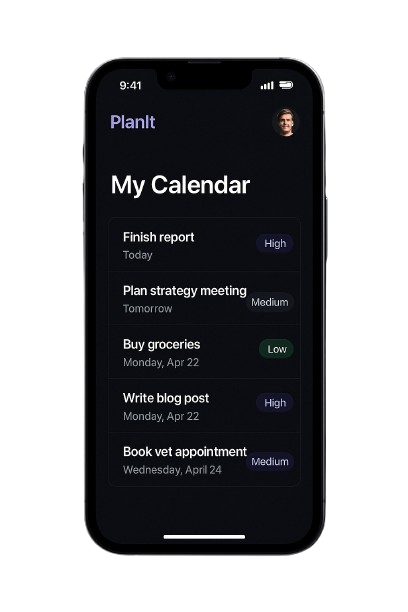 9:41
PlanIt
My Calendar
Finish report
High
Today
Plan strategy meeting
Medium
Tomorrow
Buy groceries
Low
Monday, Apr 22
Write blog post
High
Monday, Apr 22
Book vet appointment
Medium
Wednesday, April 24